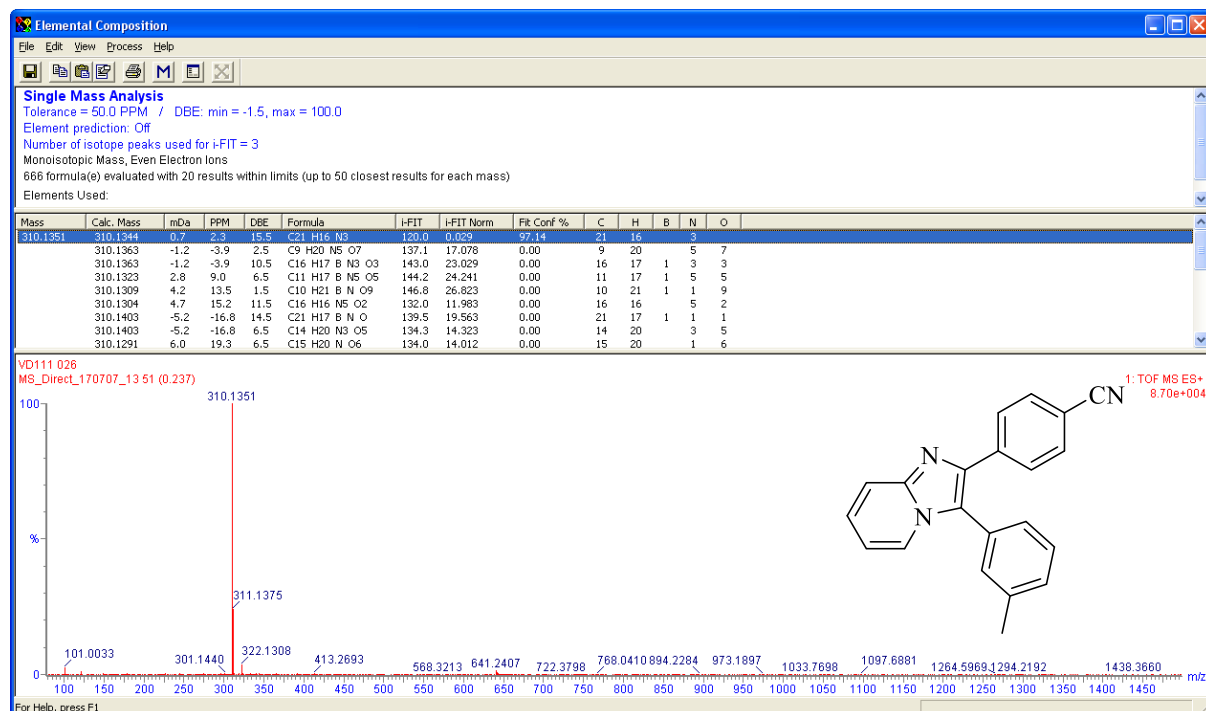 Elemental Composition
File Edit View Process Help
Single Mass Analysis
Tolerance = 50.0 PPM / DBE: min = -1.5, max = 100.0
Element prediction: Off
Number of isotope peaks used for i-FIT = 3
Monoisotopic Mass, Even Electron Ions
666 formula(e) evaluated with 20 results within limits (up to 50 closest results for each mass)
Elements Used:
Mass Calc. Mass mDa PPM DBE Formula i-FIT i-FIT Norm Fit Conf % C H B N O
310.1351 310.1344 0.7 2.3 15.5 C21 H16 N3 120.0 0.029 97.14 21 16 3
310.1363 -1.2 -3.9 2.5 C9 H20 N5 O7 137.1 17.078 0.00 9 20 5 7
310.1363 -1.2 -3.9 10.5 C16 H17 B N3 O3 143.0 23.029 0.00 16 17 1 3 3
310.1323 2.8 9.0 6.5 C11 H17 B N5 O5 144.2 24.241 0.00 11 17 1 5 5
310.1309 4.2 13.5 1.5 C10 H21 B N O9 146.8 26.823 0.00 10 21 1 1 9
310.1304 4.7 15.2 11.5 C16 H16 N5 O2 132.0 11.983 0.00 16 16 5 2
310.1403 -5.2 -16.8 14.5 C21 H17 B N O 139.5 19.563 0.00 21 17 1 1 1
310.1403 -5.2 -16.8 6.5 C14 H20 N3 O5 134.3 14.323 0.00 14 20 3 5
310.1291 6.0 19.3 6.5 C15 H20 N O6 134.0 14.012 0.00 15 20 1 6
VD111 026
MS_Direct_170707_13 51 (0.237)
1: TOF MS ES+
8.70e+004
100
%
0
310.1351
311.1375
101.0033
301.1440
322.1308
413.2693
568.3213
641.2407
722.3798
768.0410
894.2284
973.1897
1033.7698
1097.6881
1264.5969
1294.2192
1438.3660
CN
N
N
100 150 200 250 300 350 400 450 500 550 600 650 700 750 800 850 900 950 1000 1050 1100 1150 1200 1250 1300 1350 1400 1450 m/z
For Help, press F1